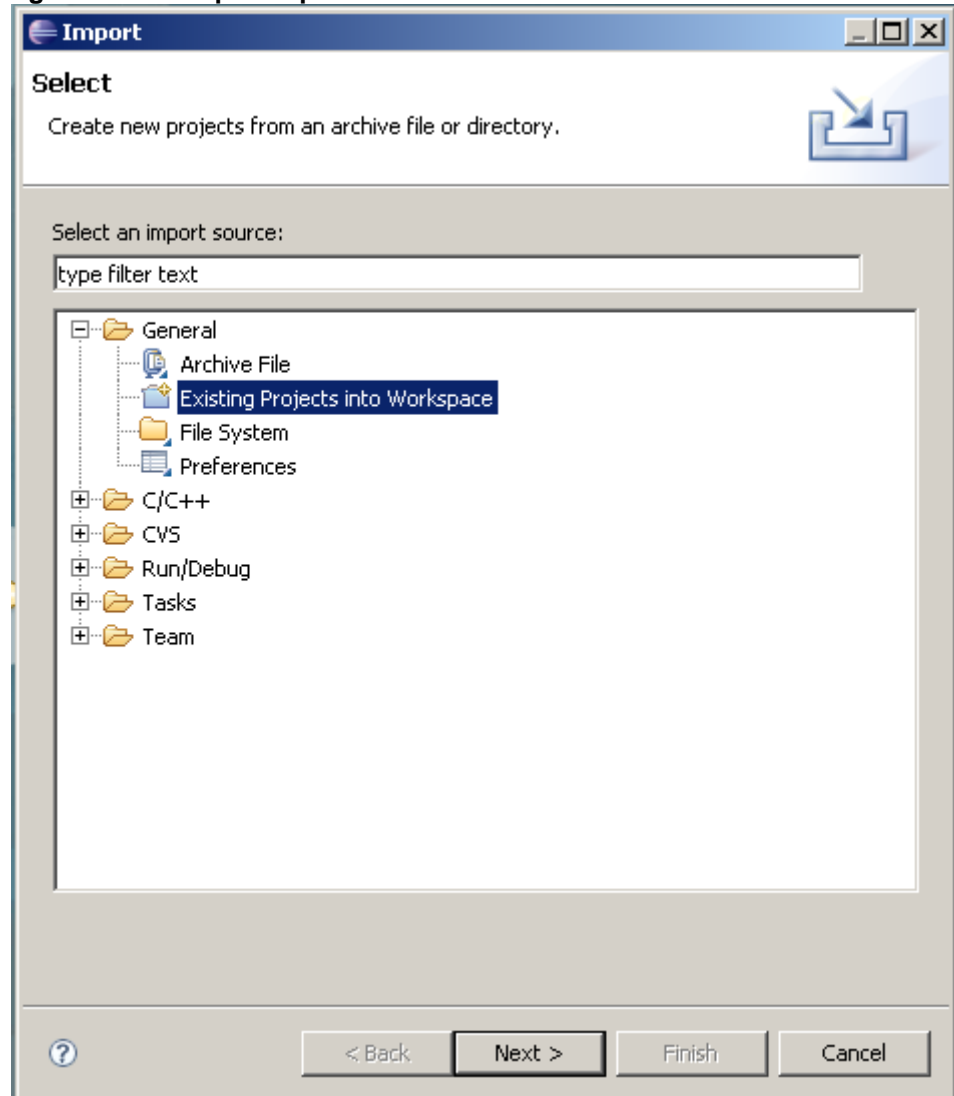 Import
Select
Create new projects from an archive file or directory.
Select an import source:
type filter text
General
Archive File
Existing Projects into Workspace
File System
Preferences
C/C++
CVS
Run/Debug
Tasks
Team
< Back
Next >
Finish
Cancel